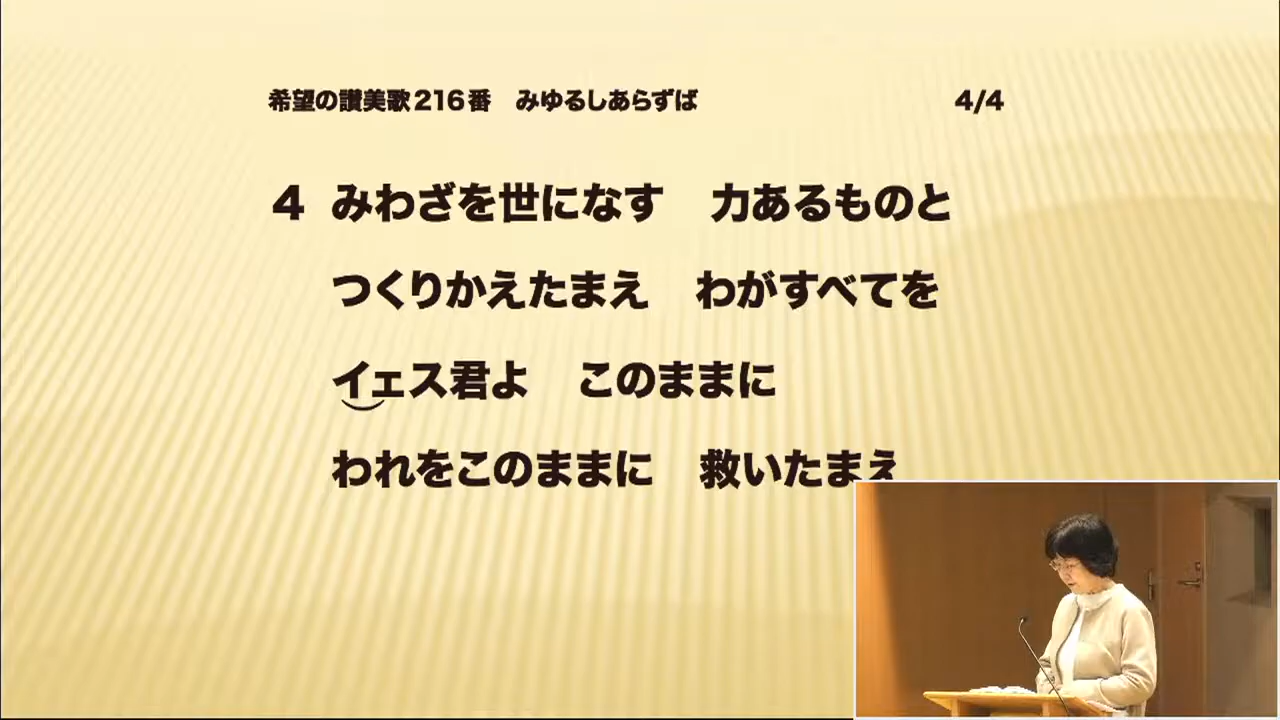 希望の讃美歌216番　みゆるしあらずば　4/4
4 みわざを世になす　力あるものと
つくりかえたまえ　わがすべてを
イェス君よ　このままに
われをこのままに　救いたまえ